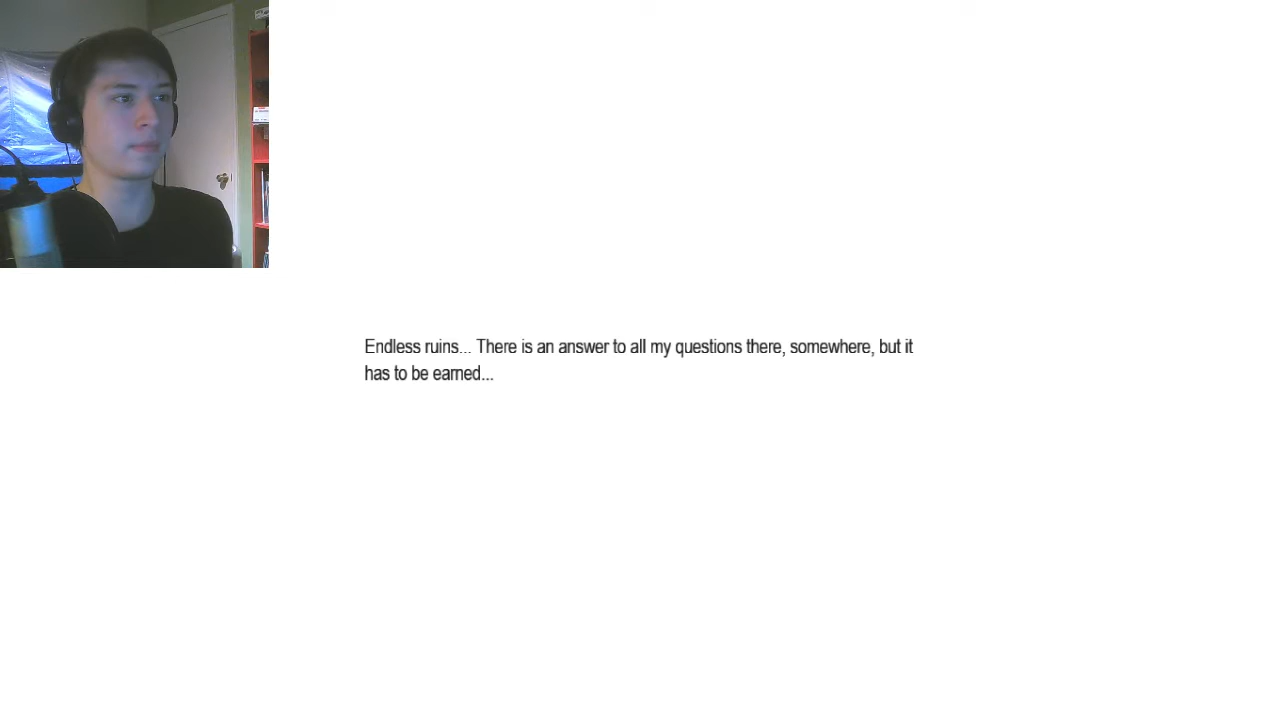 Endless ruins... There is an answer to all my questions there, somewhere, but it
has to be earned...